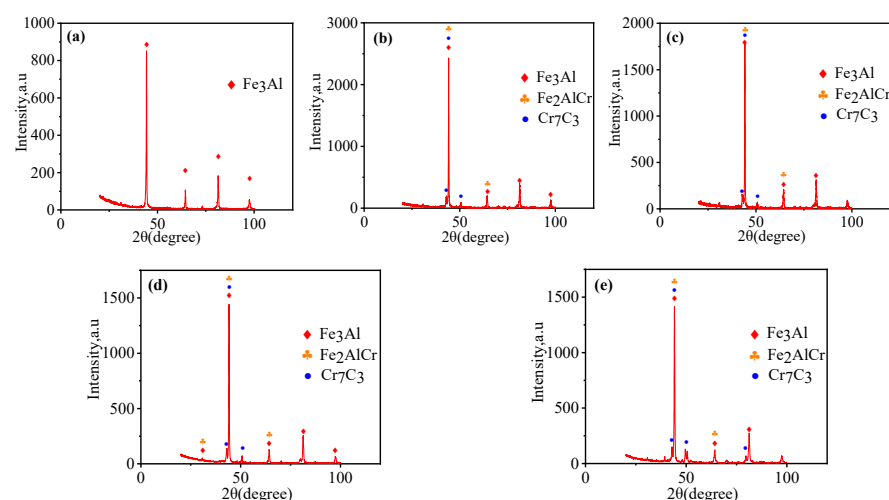 (a)
Intensity,a.u
1000
800
600
400
200
0
0
50
100
2θ(degree)
Fe3Al
(b)
Intensity,a.u
3000
2000
1000
0
0
50
100
2θ(degree)
Fe3Al
Fe2AlCr
Cr7C3
(c)
Intensity,a.u
2000
1500
1000
500
0
0
50
100
2θ(degree)
Fe3Al
Fe2AlCr
Cr7C3
(d)
Intensity,a.u
1500
1000
500
0
0
50
100
2θ(degree)
Fe3Al
Fe2AlCr
Cr7C3
(e)
Intensity,a.u
1500
1000
500
0
0
50
100
2θ(degree)
Fe3Al
Fe2AlCr
Cr7C3